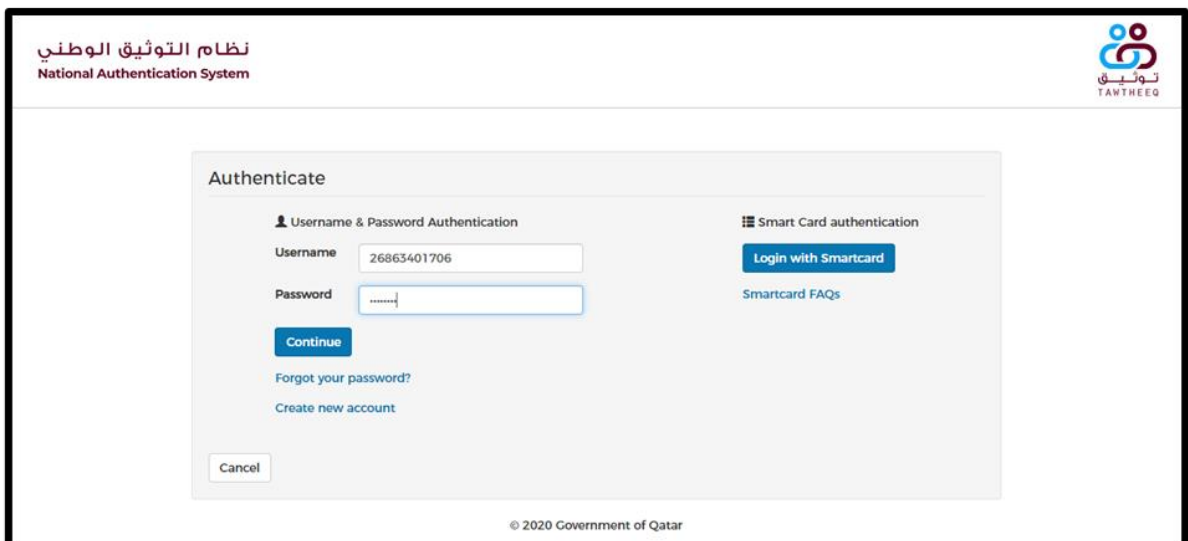 نظام التوثيق الوطني
National Authentication System
توثيق
TAWTHEEQ
Authenticate
Username & Password Authentication
Username
26863401706
Password
........
Continue
Forgot your password?
Create new account
Smart Card authentication
Login with Smartcard
Smartcard FAQs
Cancel
© 2020 Government of Qatar